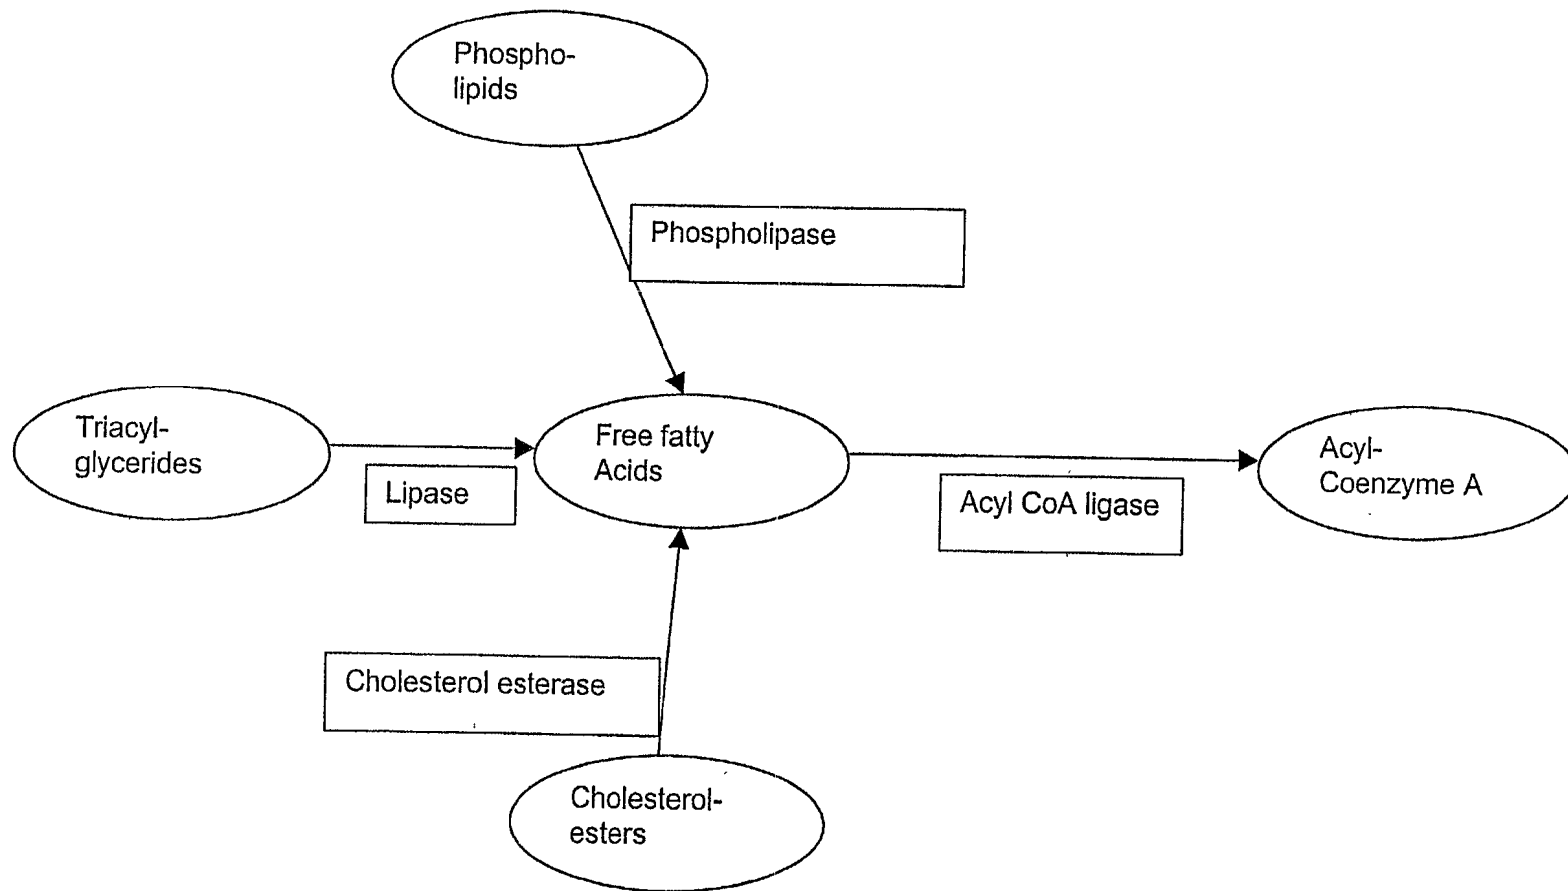 Phospho-
lipids
Phospholipase
Triacyl-
glycerides
Lipase
Free fatty
Acids
Acyl CoA ligase
Acyl-
Coenzyme A
Cholesterol esterase
Cholesterol-
esters